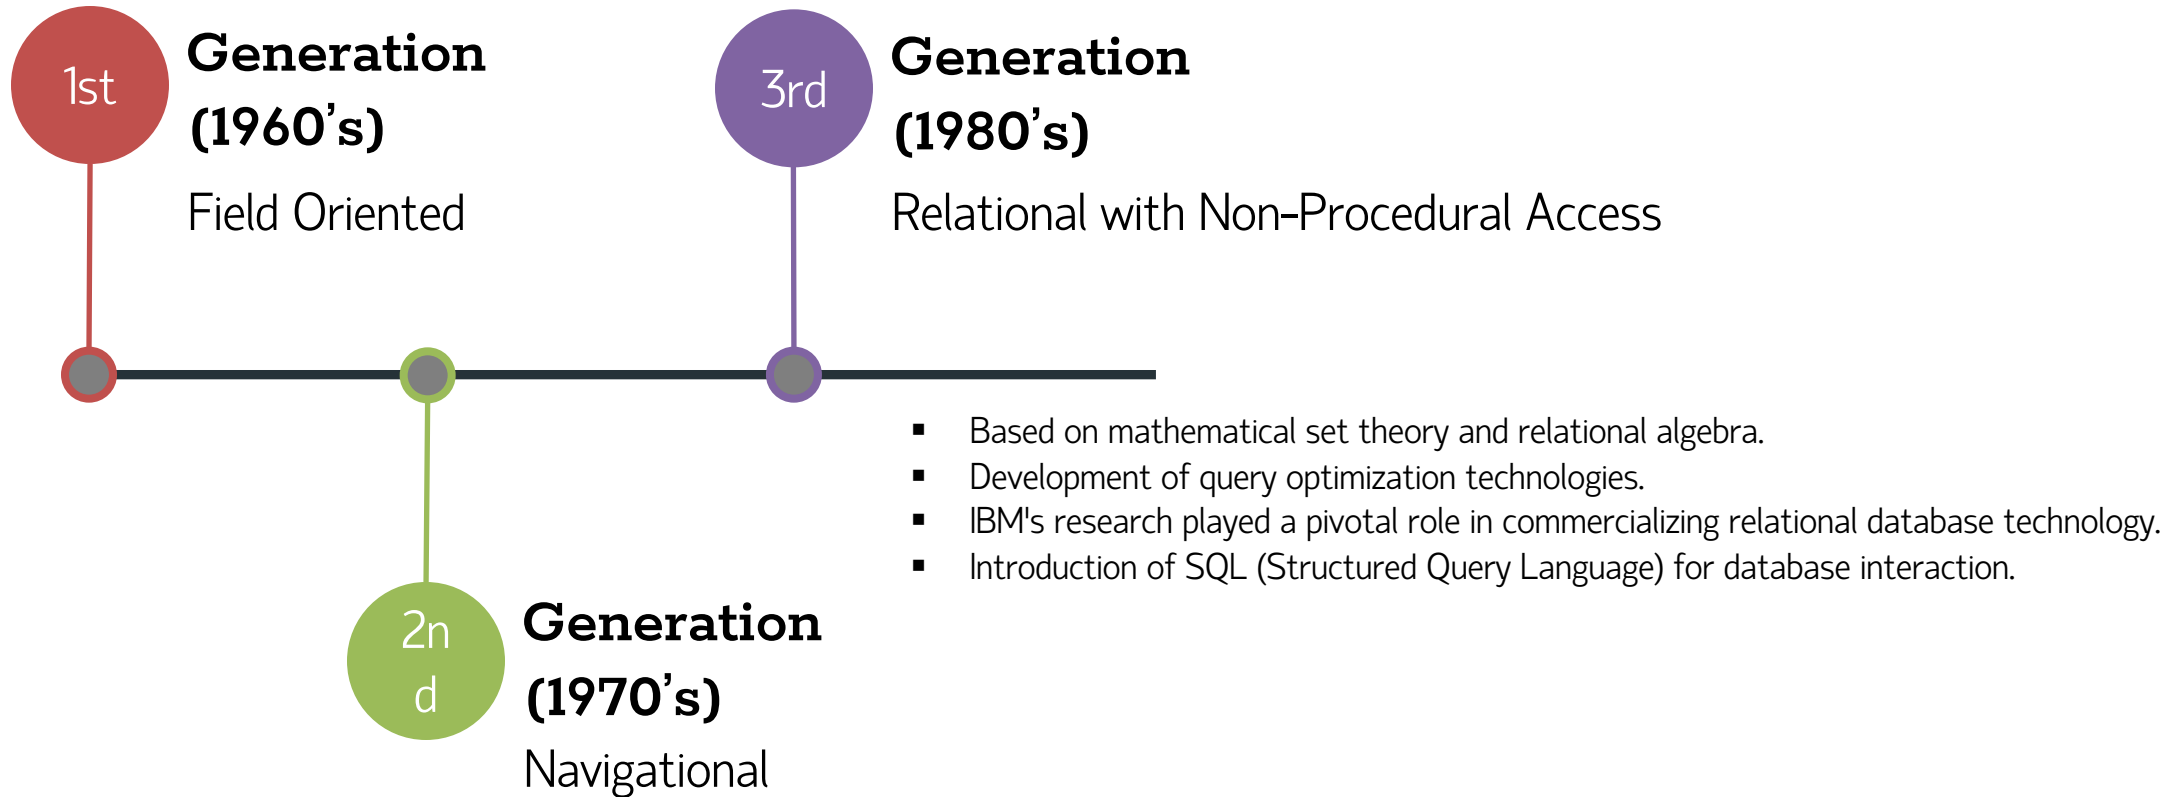 1st
Generation
(1960’s)
Field Oriented
3rd
Generation
(1980’s)
Relational with Non-Procedural Access
▪ Based on mathematical set theory and relational algebra.
▪ Development of query optimization technologies.
▪ IBM's research played a pivotal role in commercializing relational database technology.
▪ Introduction of SQL (Structured Query Language) for database interaction.
2n
d
Generation
(1970’s)
Navigational